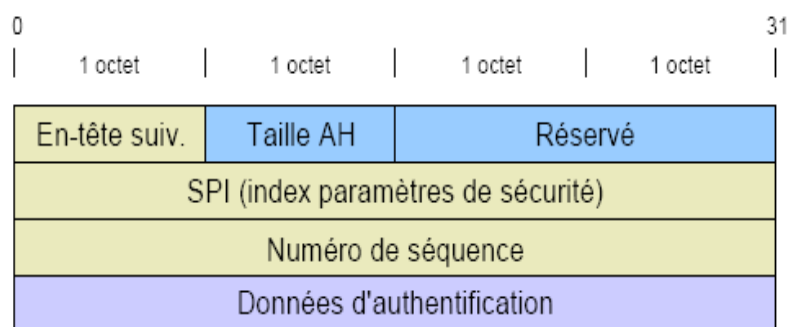 0 31
1 octet 1 octet 1 octet 1 octet
En-tête suiv. Taille AH Réservé
SPI (index paramètres de sécurité)
Numéro de séquence
Données d'authentification